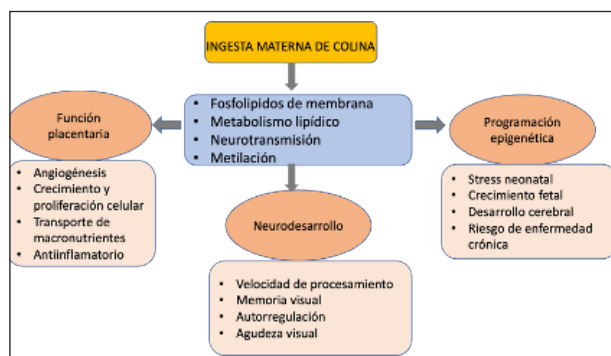 INGESTA MATERNA DE COLINA
• Fosfolipidos de membrana
• Metabolismo lipídico
• Neurotransmisión
• Metilación
Función
placentaria
• Angiogénesis
• Crecimiento y
proliferación celular
• Transporte de
macronutrientes
• Antiinflamatorio
Neurodesarrollo
• Velocidad de procesamiento
• Memoria visual
• Autorregulación
• Agudeza visual
Programación
epigenética
• Stress neonatal
• Crecimiento fetal
• Desarrollo cerebral
• Riesgo de enfermedad
crónica